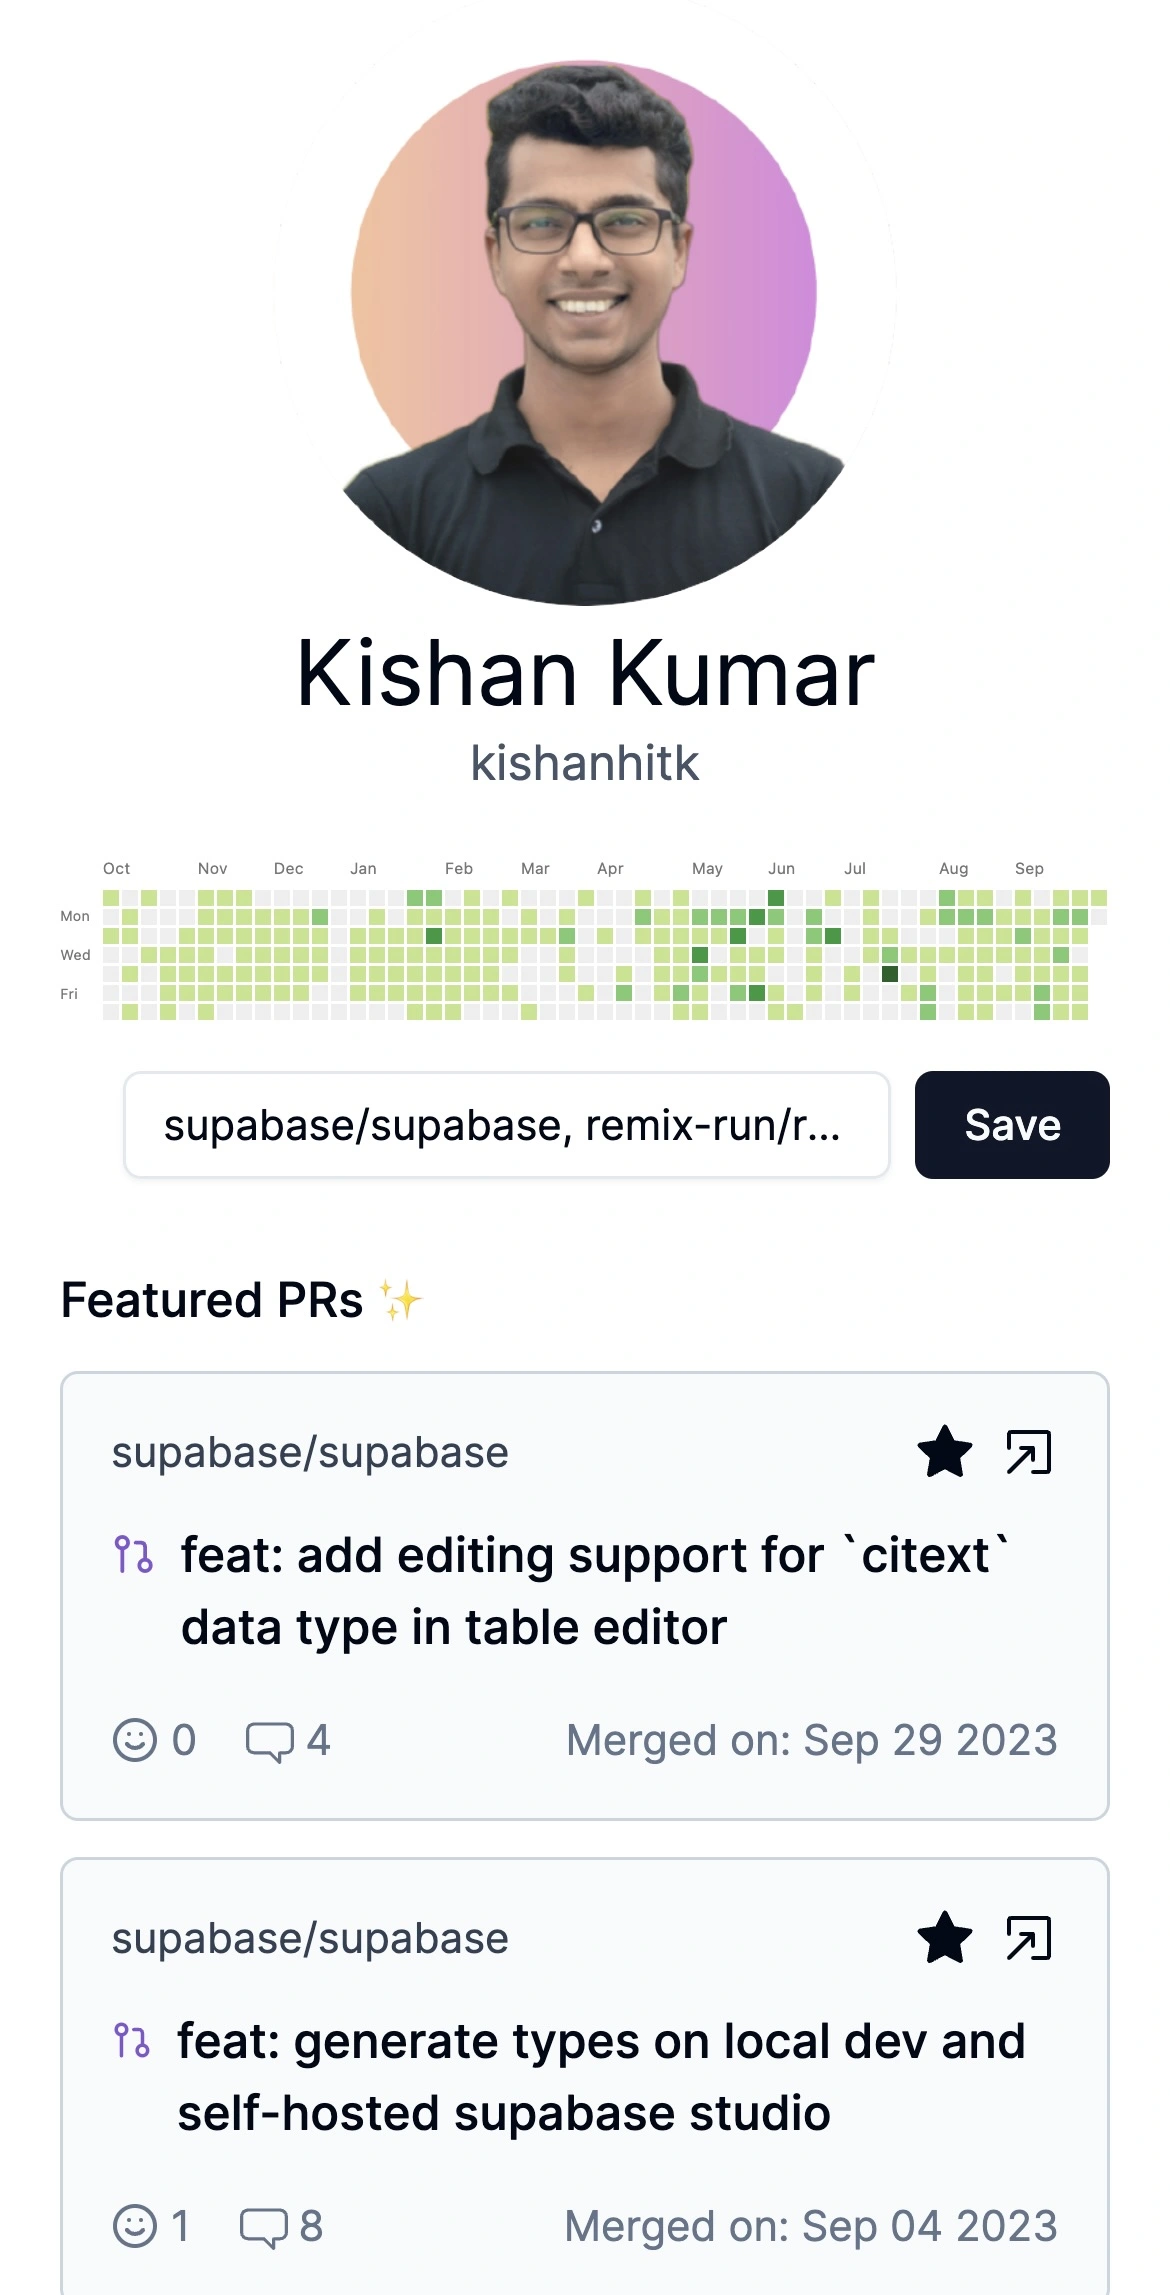 Kishan Kumar
kishanhitk
Oct Nov Dec Jan Feb Mar Apr May Jun Jul Aug Sep
Mon
Wed
Fri
supabase/supabase, remix-run/r...
Save
Featured PRs ✨
supabase/supabase
feat: add editing support for `citext`
data type in table editor
0 4 Merged on: Sep 29 2023
supabase/supabase
feat: generate types on local dev and
self-hosted supabase studio
1 8 Merged on: Sep 04 2023